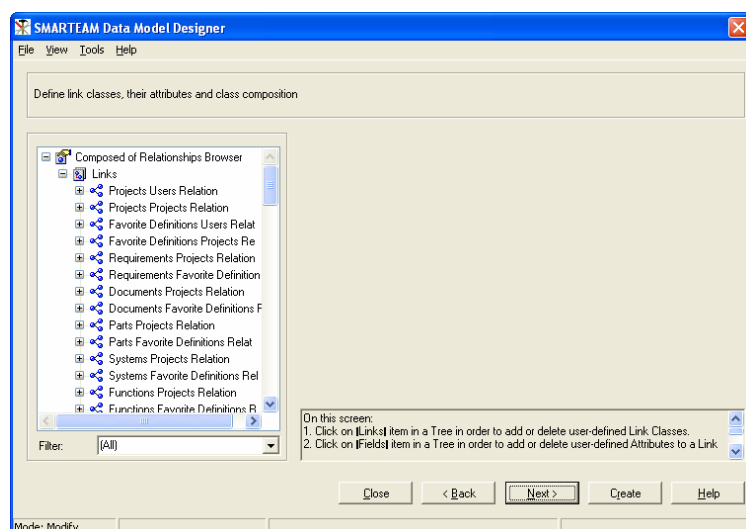 SMARTEAM Data Model Designer
File View Tools Help
Define link classes, their attributes and class composition
Composed of Relationships Browser
Links
Projects Users Relation
Projects Projects Relation
Favorite Definitions Users Relat
Favorite Definitions Projects Re
Requirements Projects Relation
Requirements Favorite Definition
Documents Projects Relation
Documents Favorite Definitions F
Parts Projects Relation
Parts Favorite Definitions Relat
Systems Projects Relation
Systems Favorite Definitions Rel
Functions Projects Relation
Functions Favorite Definitions R
Filter: (All)
On this screen:
1. Click on |Links| item in a Tree in order to add or delete user-defined Link Classes.
2. Click on |Fields| item in a Tree in order to add or delete user-defined Attributes to a Link
Close < Back Next > Create Help
Mode: Modify